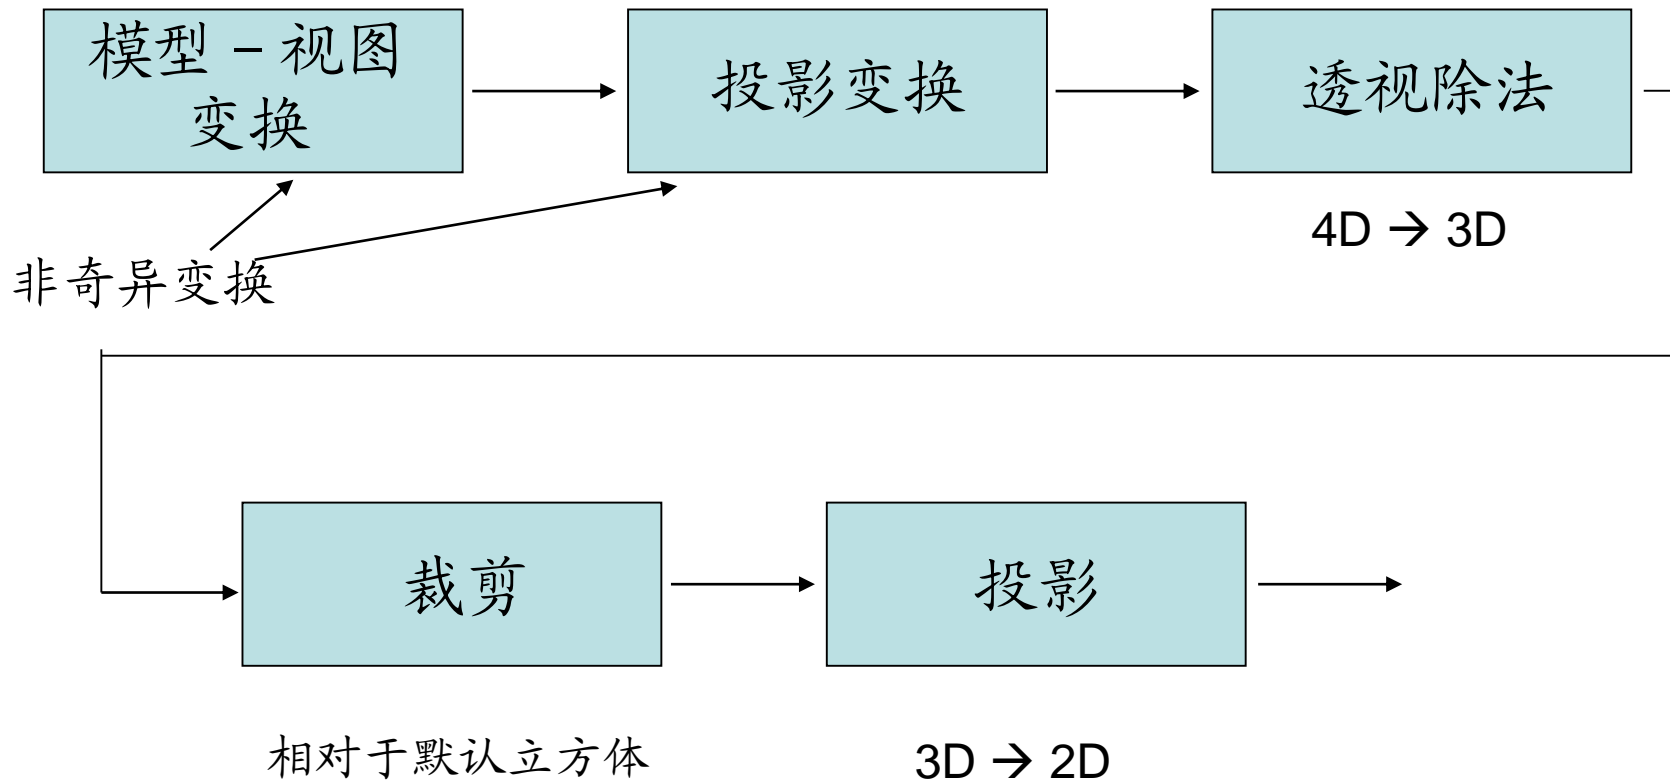 模型 – 视图
变换
投影变换
透视除法
4D → 3D
非奇异变换
裁剪
投影
相对于默认立方体
3D → 2D